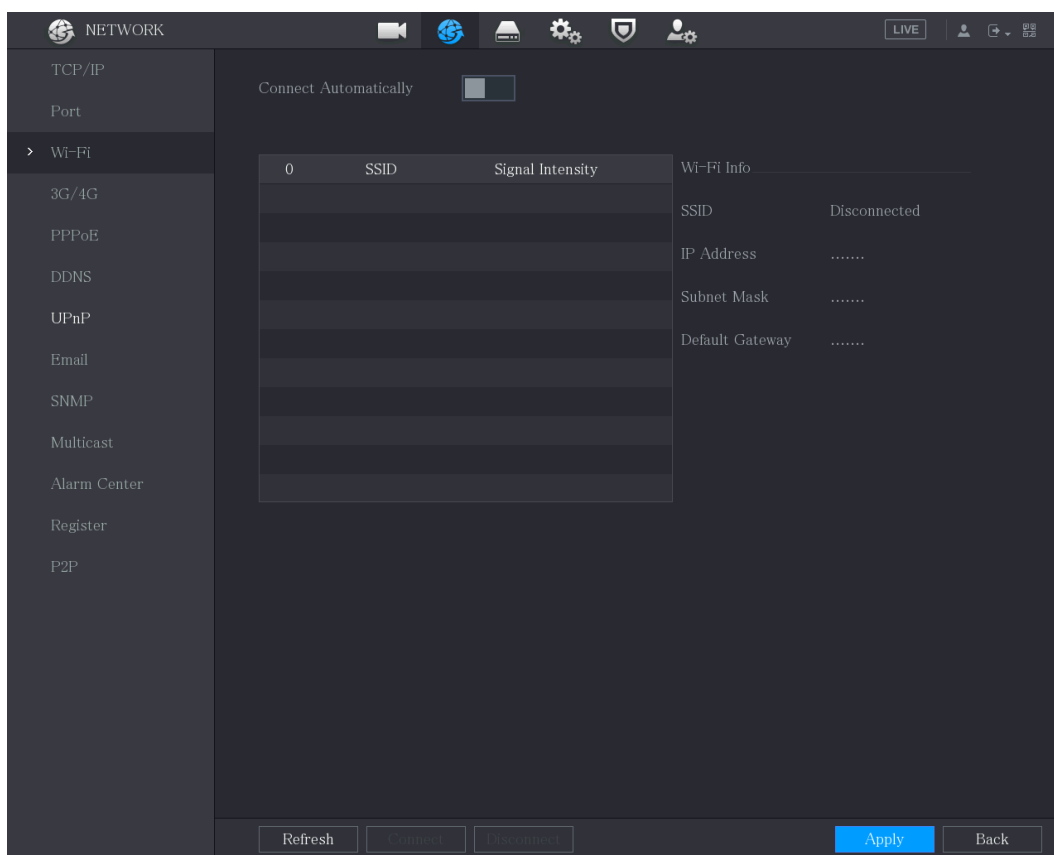 NETWORK
LIVE
TCP/IP
Port
Wi-Fi
3G/4G
PPPoE
DDNS
UPnP
Email
SNMP
Multicast
Alarm Center
Register
P2P
Connect Automatically
0 SSID Signal Intensity
Wi-Fi Info
SSID Disconnected
IP Address .......
Subnet Mask .......
Default Gateway .......
Refresh Connect Disconnect Apply Back